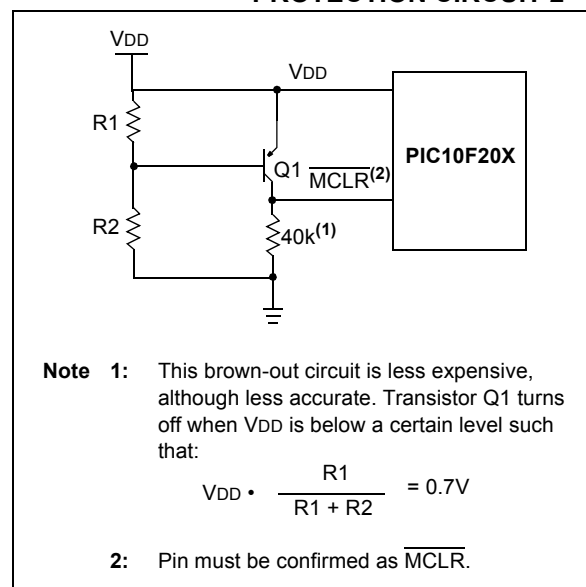 PROTECTION CIRCUIT 2
VDD
VDD
R1
PIC10F20X
Q1
MCLR(2)
R2
40k(1)
Note 1: This brown-out circuit is less expensive,
although less accurate. Transistor Q1 turns
off when VDD is below a certain level such
that:
VDD • R1 / R1 + R2 = 0.7V
2: Pin must be confirmed as MCLR.